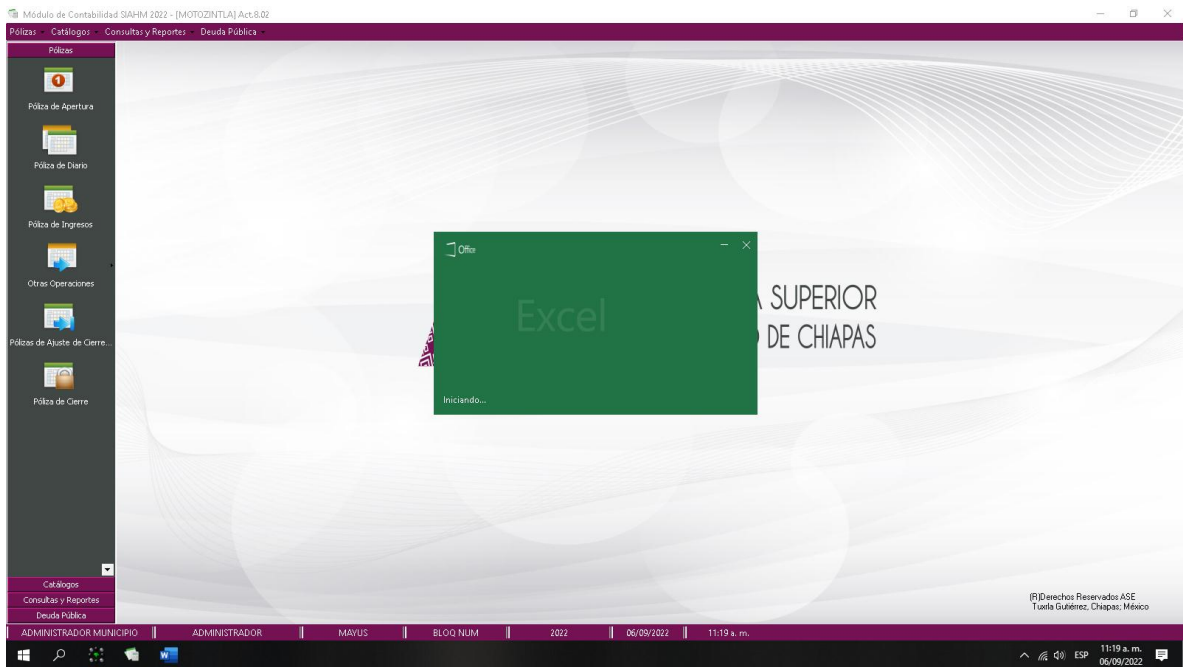 Módulo de Contabilidad SIAHM 2022 - [MOTOZINTLA] Act.8.02
Pólizas Catálogos Consultas y Reportes Deuda Pública
Pólizas
1
Póliza de Apertura
Póliza de Diario
Póliza de Ingresos
Otras Operaciones
Pólizas de Ajuste de Cierre...
Póliza de Cierre
Office
Excel
Iniciando...
SUPERIOR
DE CHIAPAS
Catálogos
Consultas y Reportes
Deuda Pública
(R)Derechos Reservados ASE
Tuxtla Gutiérrez, Chiapas; México
ADMINISTRADOR MUNICIPIO ADMINISTRADOR MAYUS BLOQ NUM 2022 06/09/2022 11:19 a. m.
ESP
11:19 a. m.
06/09/2022